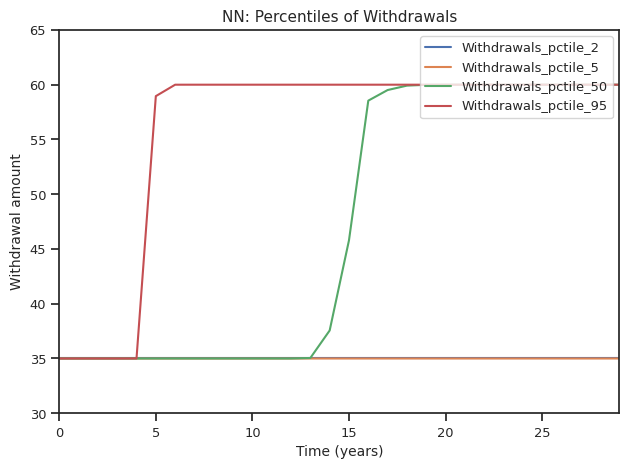 NN: Percentiles of Withdrawals
Withdrawals_pctile_2
Withdrawals_pctile_5
Withdrawals_pctile_50
Withdrawals_pctile_95
Withdrawal amount
65
60
55
50
45
40
35
30
0 5 10 15 20 25
Time (years)